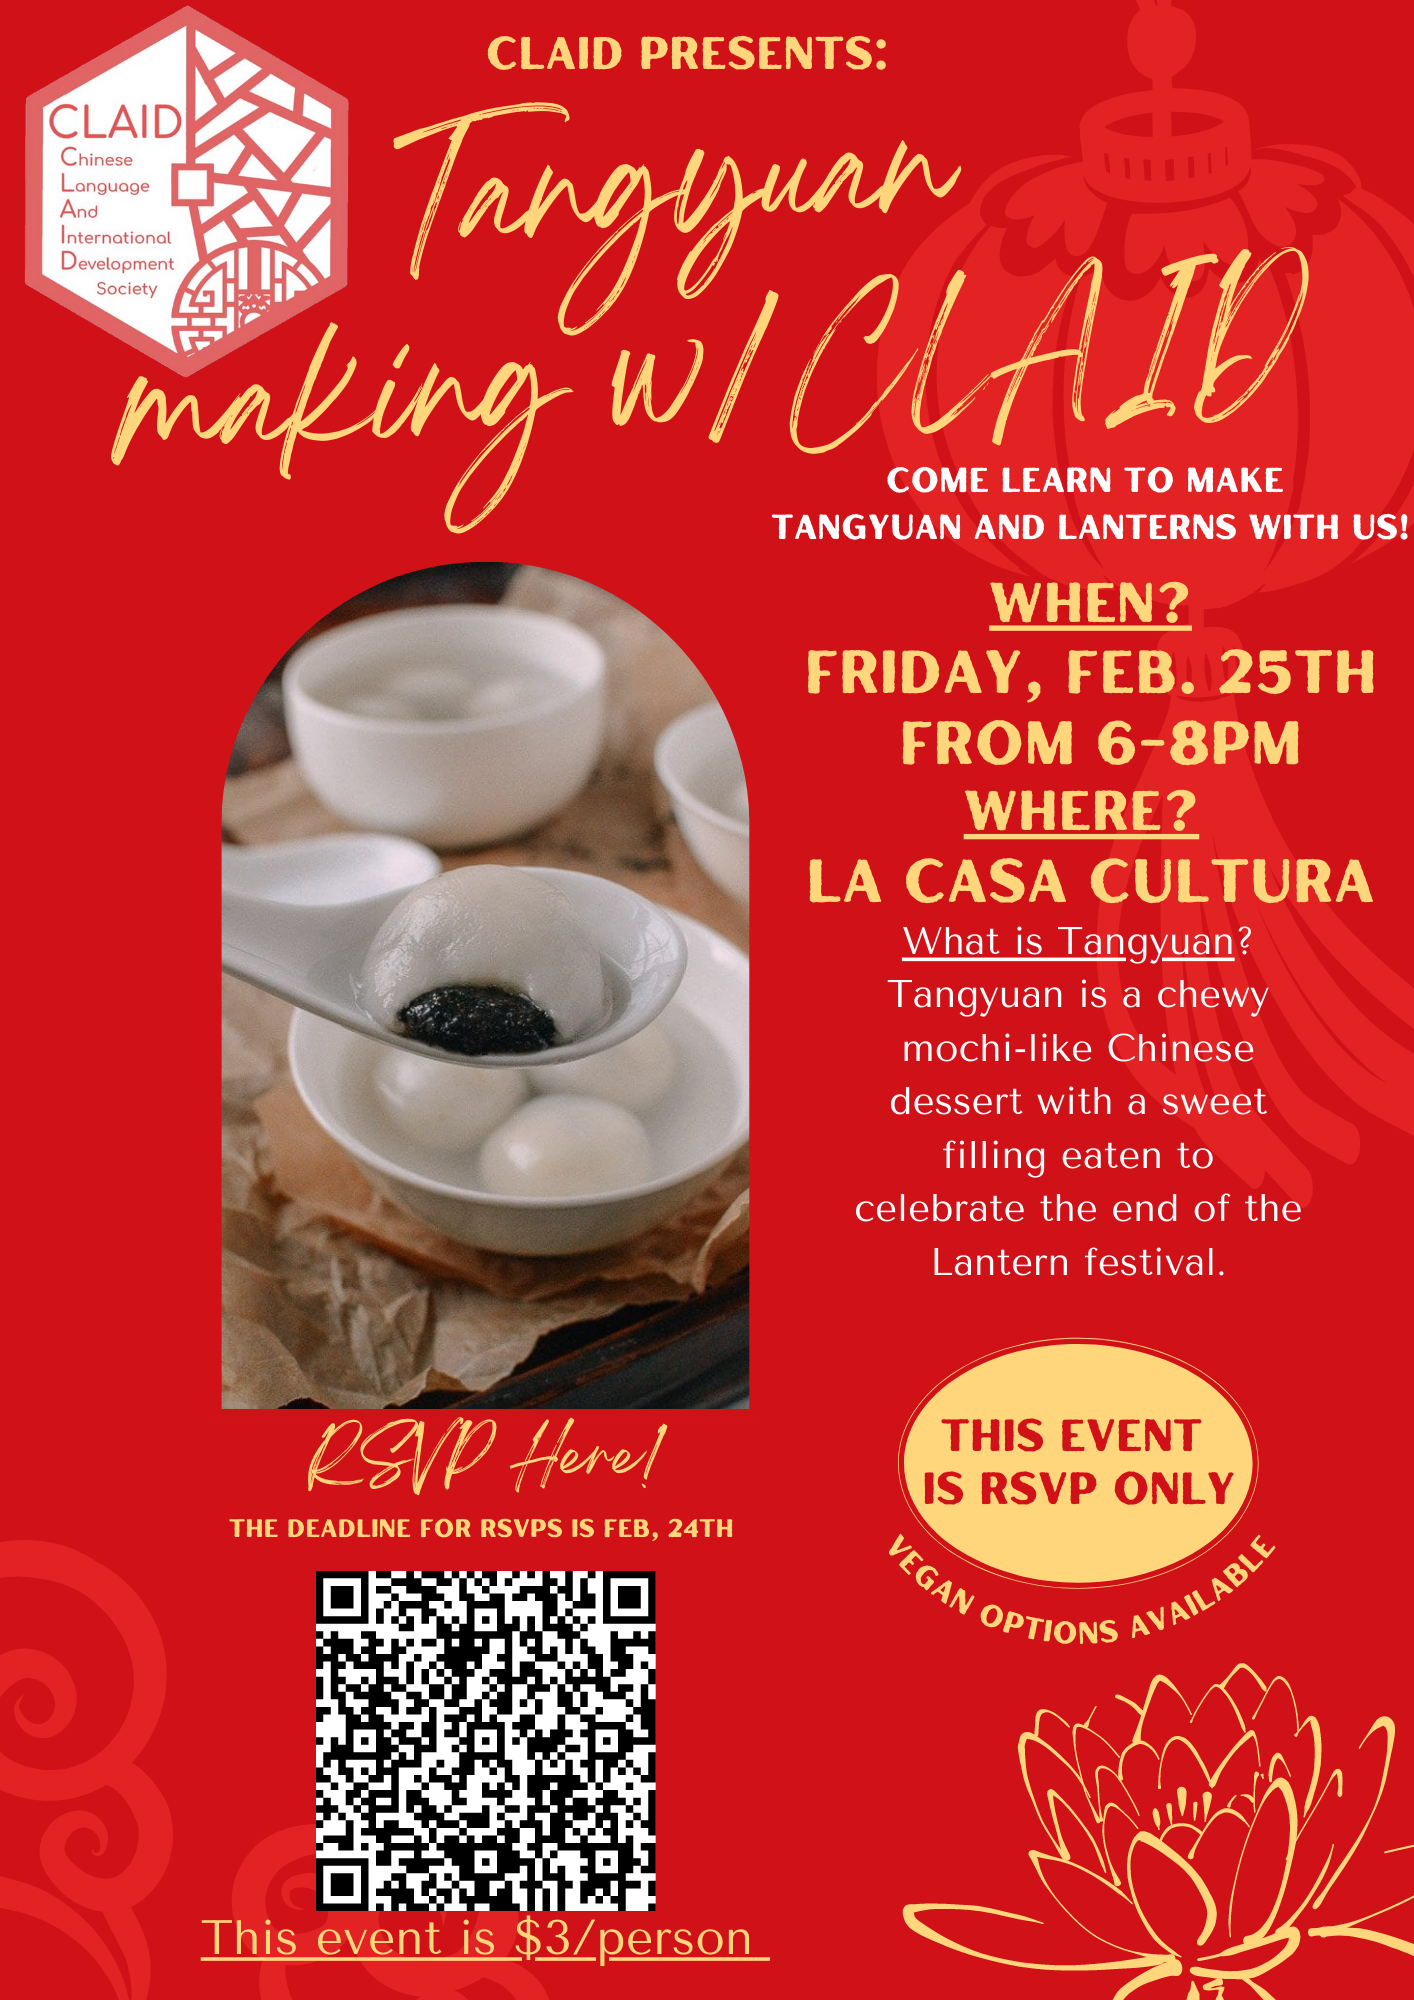 CLAID PRESENTS:
CLAID
Chinese
Language
And
International
Development
Society
Tangyuan
making w/ CLAID
COME LEARN TO MAKE
TANGYUAN AND LANTERNS WITH US!
WHEN?
FRIDAY, FEB. 25TH
FROM 6-8PM
WHERE?
LA CASA CULTURA
What is Tangyuan?
Tangyuan is a chewy
mochi-like Chinese
dessert with a sweet
filling eaten to
celebrate the end of the
Lantern festival.
THIS EVENT
IS RSVP ONLY
VEGAN OPTIONS AVAILABLE
RSVP Here!
THE DEADLINE FOR RSVPS IS FEB, 24TH
This event is $3/person